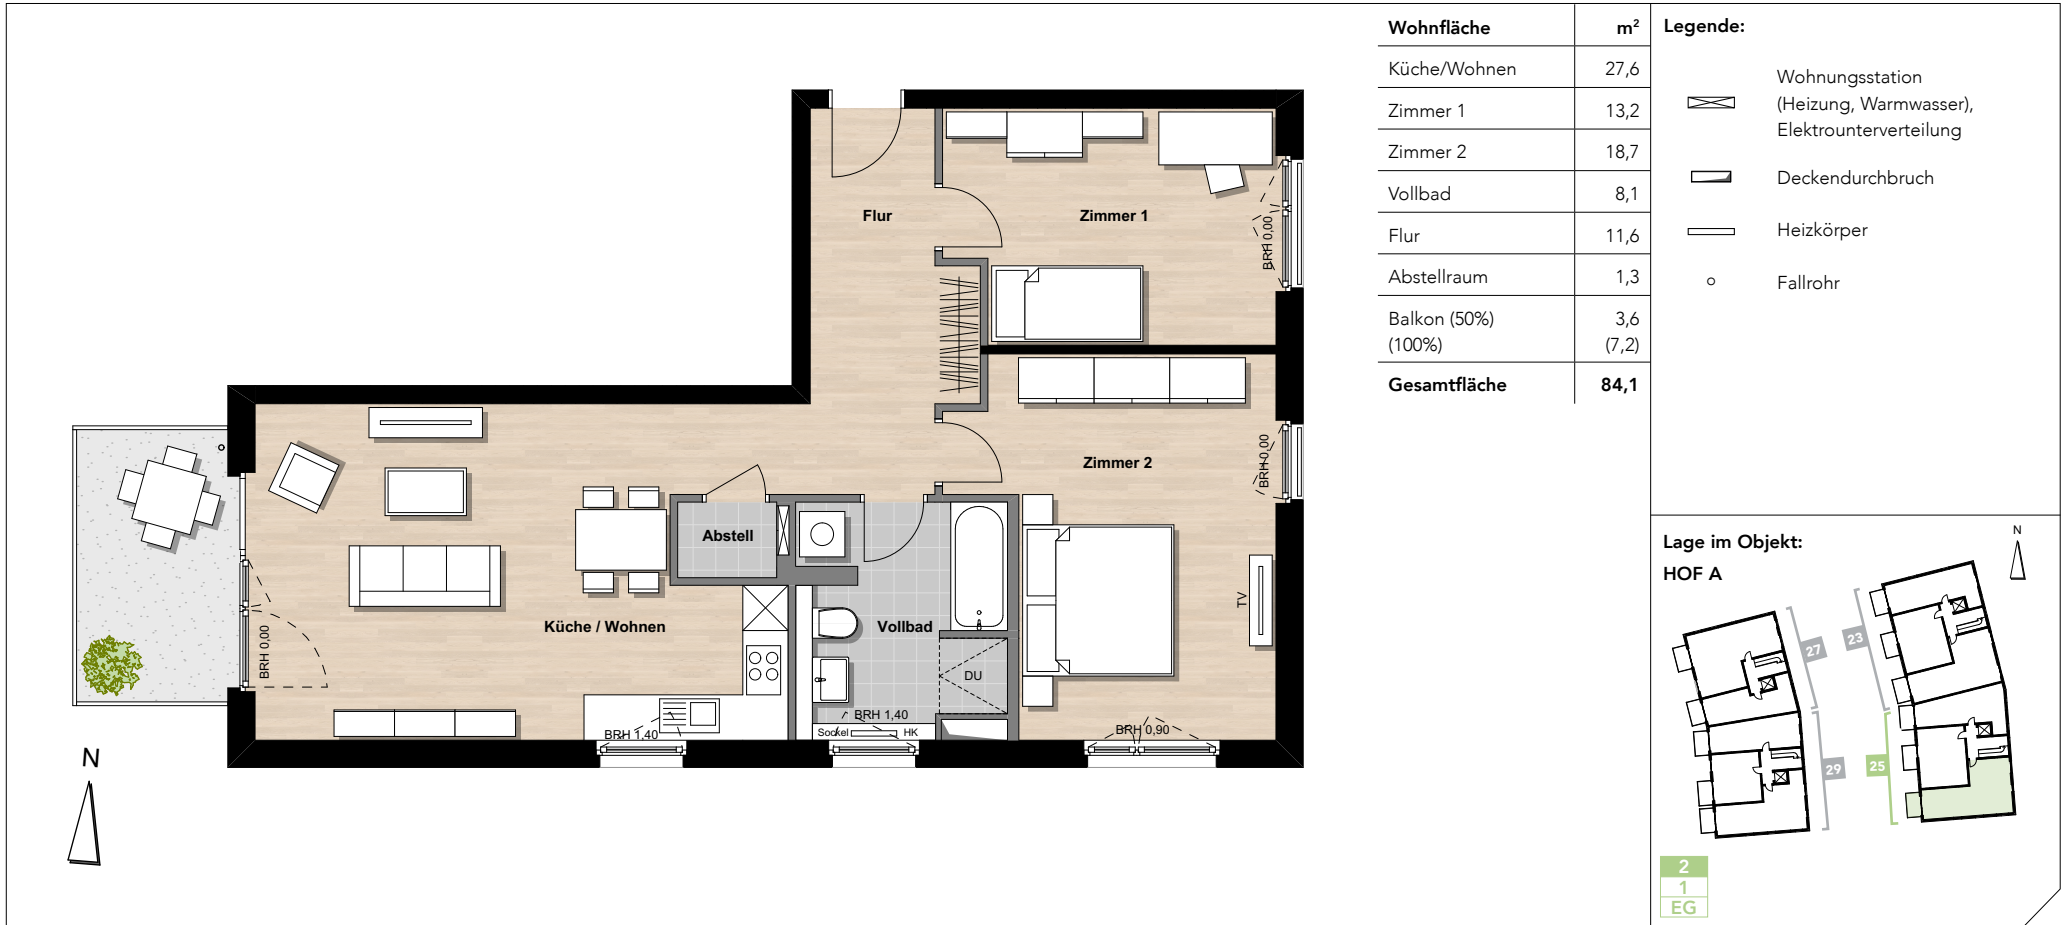 Wohnfläche m²
Küche/Wohnen 27,6
Zimmer 1 13,2
Zimmer 2 18,7
Vollbad 8,1
Flur 11,6
Abstellraum 1,3
Balkon (50%) 3,6
(100%) (7,2)
Gesamtfläche 84,1
Legende:
Wohnungsstation
(Heizung, Warmwasser),
Elektrounterverteilung
Deckendurchbruch
Heizkörper
Fallrohr
Flur
Zimmer 1
BRH 0,00
Zimmer 2
BRH 0,00
Abstell
Küche / Wohnen
Vollbad
BRH 0,00
TV
DU
BRH 1,40
BRH 1,40
BRH 0,90
Sockel HK
N
Lage im Objekt:
HOF A
N
27
23
29
25
2
1
EG